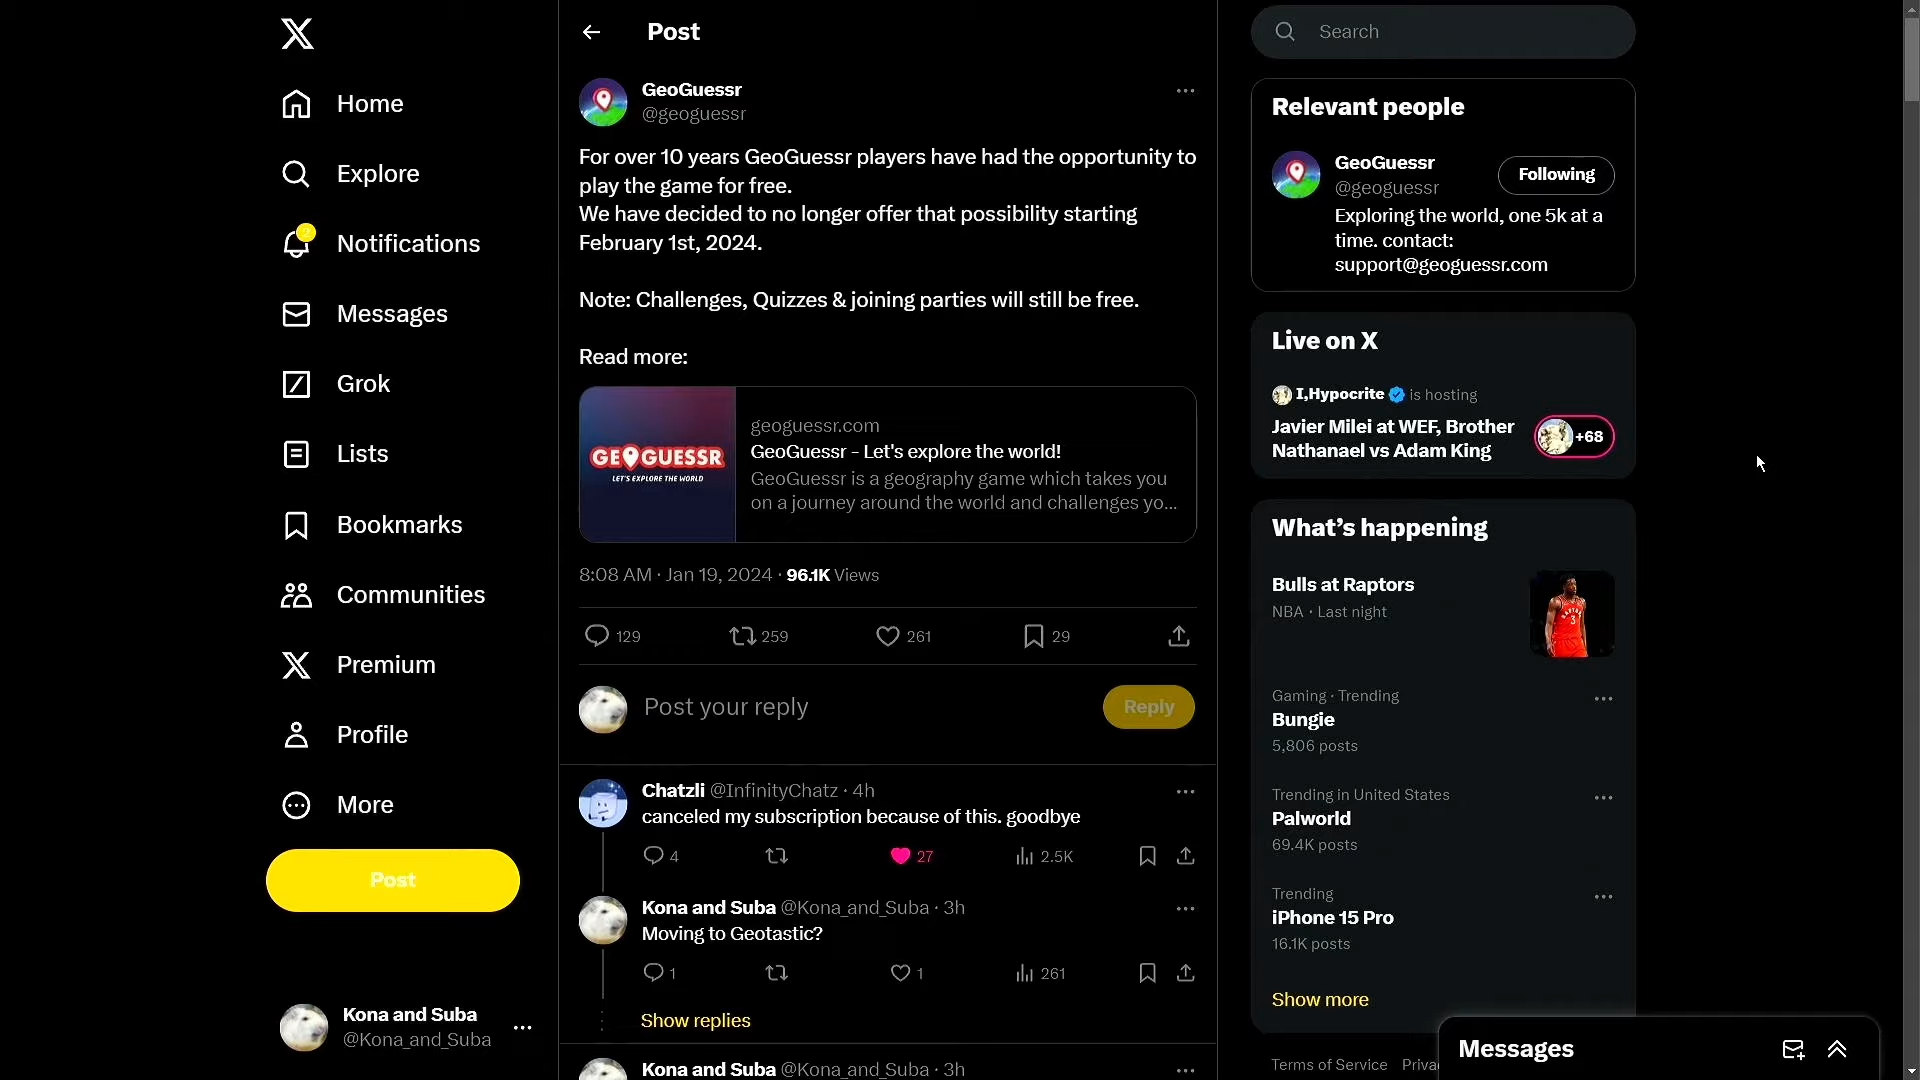 Home
Explore
Notifications
Messages
Grok
Lists
Bookmarks
Communities
Premium
Profile
More
Post
Kona and Suba
@Kona_and_Suba
Post
GeoGuessr
@geoguessr
For over 10 years GeoGuessr players have had the opportunity to
play the game for free.
We have decided to no longer offer that possibility starting
February 1st, 2024.
Note: Challenges, Quizzes & joining parties will still be free.
Read more:
GEOGUESSR
LET'S EXPLORE THE WORLD
geoguessr.com
GeoGuessr - Let's explore the world!
GeoGuessr is a geography game which takes you
on a journey around the world and challenges yo...
8:08 AM · Jan 19, 2024 · 96.1K Views
129 259 261 29
Post your reply
Reply
Chatzli @InfinityChatz · 4h
canceled my subscription because of this. goodbye
4 27 2.5K
Kona and Suba @Kona_and_Suba · 3h
Moving to Geotastic?
1 1 261
Show replies
Kona and Suba @Kona_and_Suba · 3h
Search
Relevant people
GeoGuessr
@geoguessr
Following
Exploring the world, one 5k at a
time. contact:
support@geoguessr.com
Live on X
I,Hypocrite is hosting
Javier Milei at WEF, Brother
Nathanael vs Adam King
+68
What's happening
Bulls at Raptors
NBA · Last night
Gaming · Trending
Bungie
5,806 posts
Trending in United States
Palworld
69.4K posts
Trending
iPhone 15 Pro
16.1K posts
Show more
Terms of Service
Messages